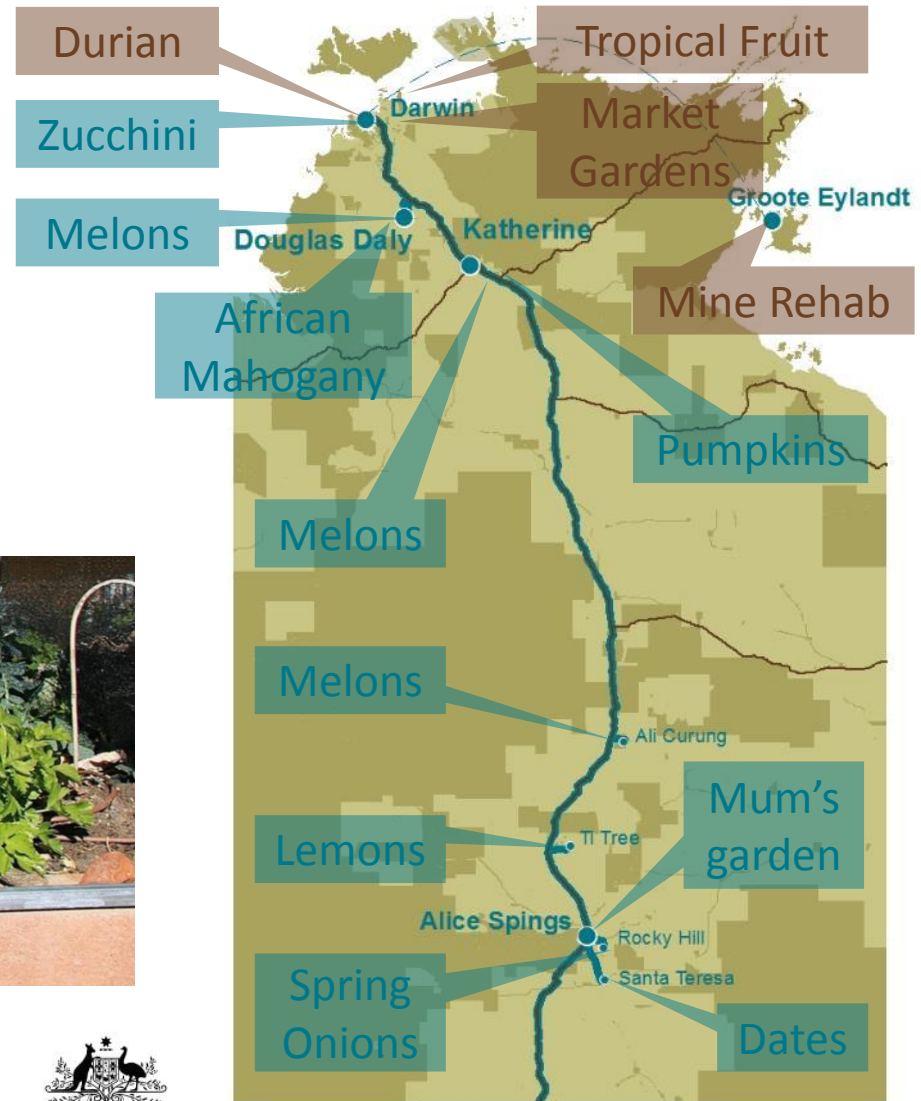 Durian
Tropical Fruit
Darwin
Zucchini
Market
Gardens
Groote Eylandt
Melons
Douglas Daly
Katherine
Mine Rehab
African
Mahogany
Pumpkins
Melons
Melons
Ali Curung
Mum's
garden
Lemons
Ti Tree
Alice Spings
Rocky Hill
Santa Teresa
Spring
Onions
Dates